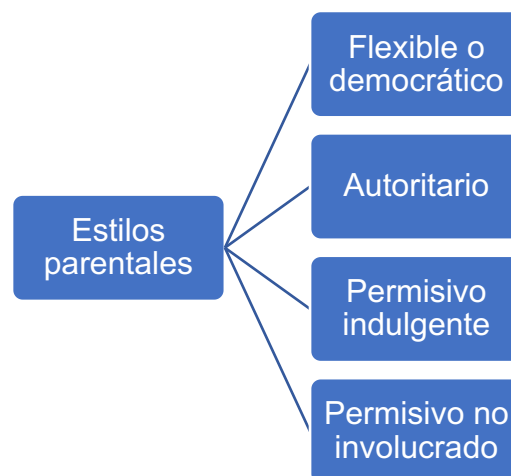 Flexible o
democrático
Autoritario
Estilos
parentales
Permisivo
indulgente
Permisivo no
involucrado